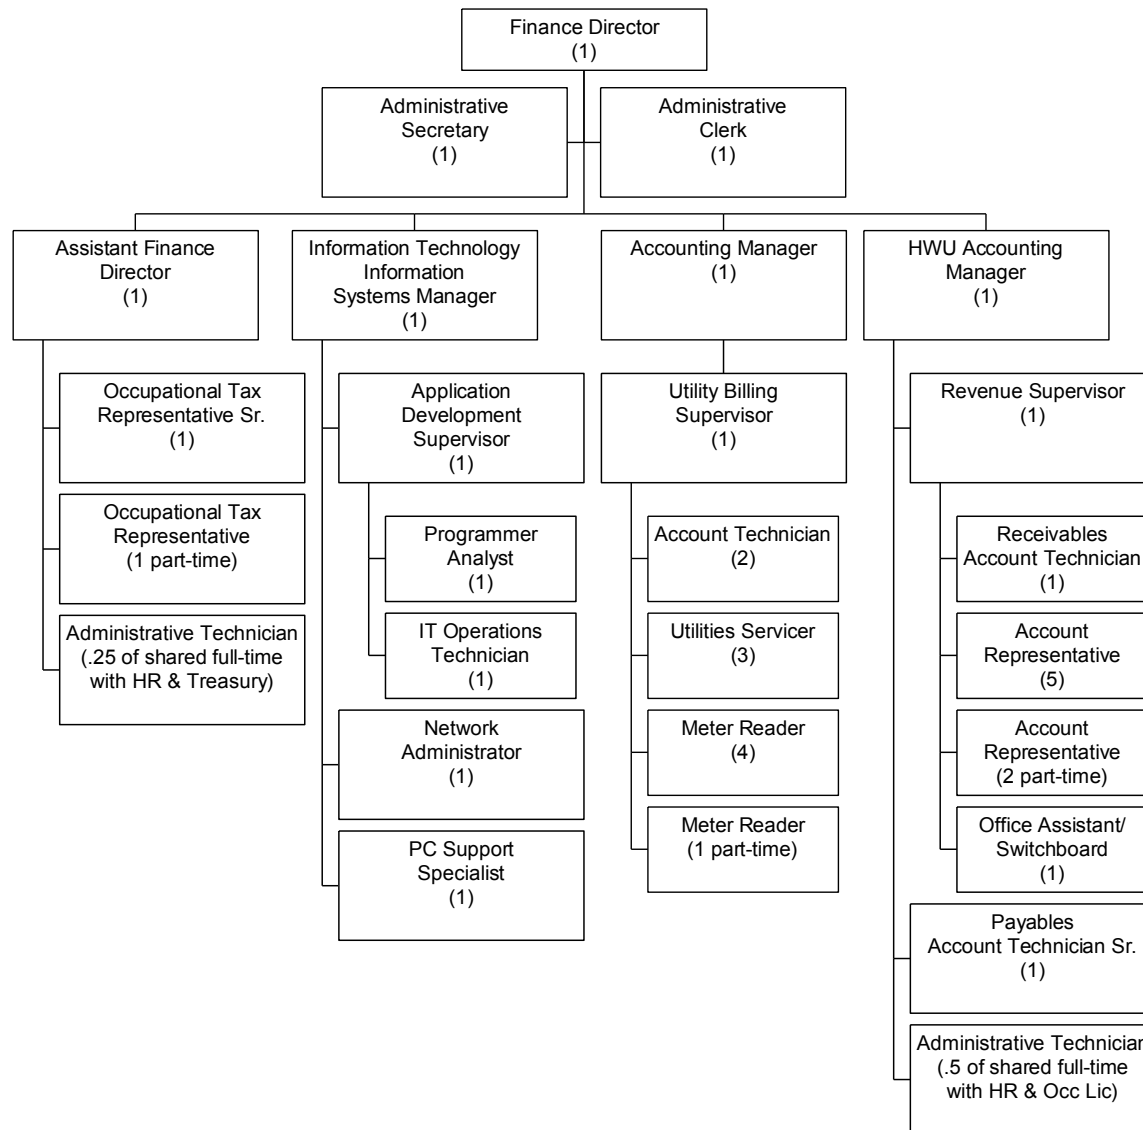 Finance Director
(1)
Administrative
Secretary
(1)
Administrative
Clerk
(1)
Assistant Finance
Director
(1)
Information Technology
Information
Systems Manager
(1)
Accounting Manager
(1)
HWU Accounting
Manager
(1)
Occupational Tax
Representative Sr.
(1)
Occupational Tax
Representative
(1 part-time)
Administrative Technician
(.25 of shared full-time
with HR & Treasury)
Application
Development
Supervisor
(1)
Programmer
Analyst
(1)
IT Operations
Technician
(1)
Network
Administrator
(1)
PC Support
Specialist
(1)
Utility Billing
Supervisor
(1)
Account Technician
(2)
Utilities Servicer
(3)
Meter Reader
(4)
Meter Reader
(1 part-time)
Revenue Supervisor
(1)
Receivables
Account Technician
(1)
Account
Representative
(5)
Account
Representative
(2 part-time)
Office Assistant/
Switchboard
(1)
Payables
Account Technician Sr.
(1)
Administrative Technician
(.5 of shared full-time
with HR & Occ Lic)